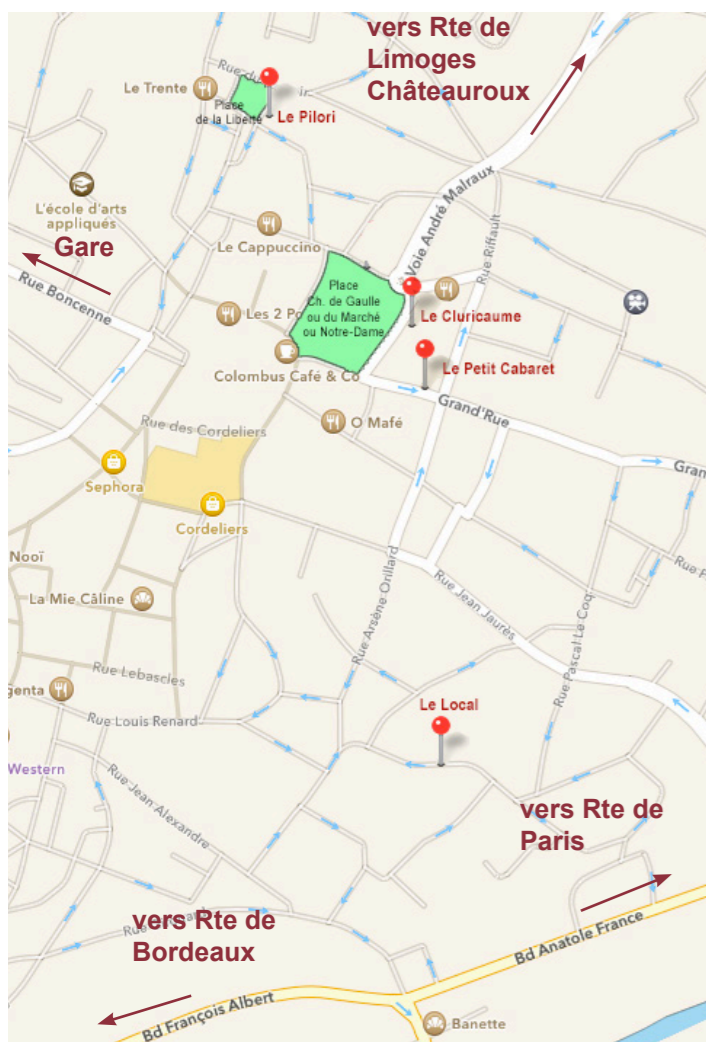 vers Rte de
Limoges
Châteauroux
Rue du
Le Trente
Place
de la Liberté
Le Pilori
L'école d'arts
appliqués
Gare
Le Cappuccino
Voie André Malraux
Rue Riffault
Rue Boncenne
Place
Ch. de Gaulle
ou du Marché
ou Notre-Dame
Les 2
Le Cluricaume
Colombus Café & Co
Le Petit Cabaret
Grand'Rue
O Mafé
Rue des Cordeliers
Sephora
Cordeliers
Nooï
La Mie Câline
Rue Arsène Orillard
Rue Jean Jaurès
Rue Pascal Le Coq
Rue Lebascles
Rue Louis Renard
Le Local
Western
Rue Jean Alexandre
vers Rte de
Paris
vers Rte de
Bordeaux
Bd Anatole France
Bd François Albert
Banette